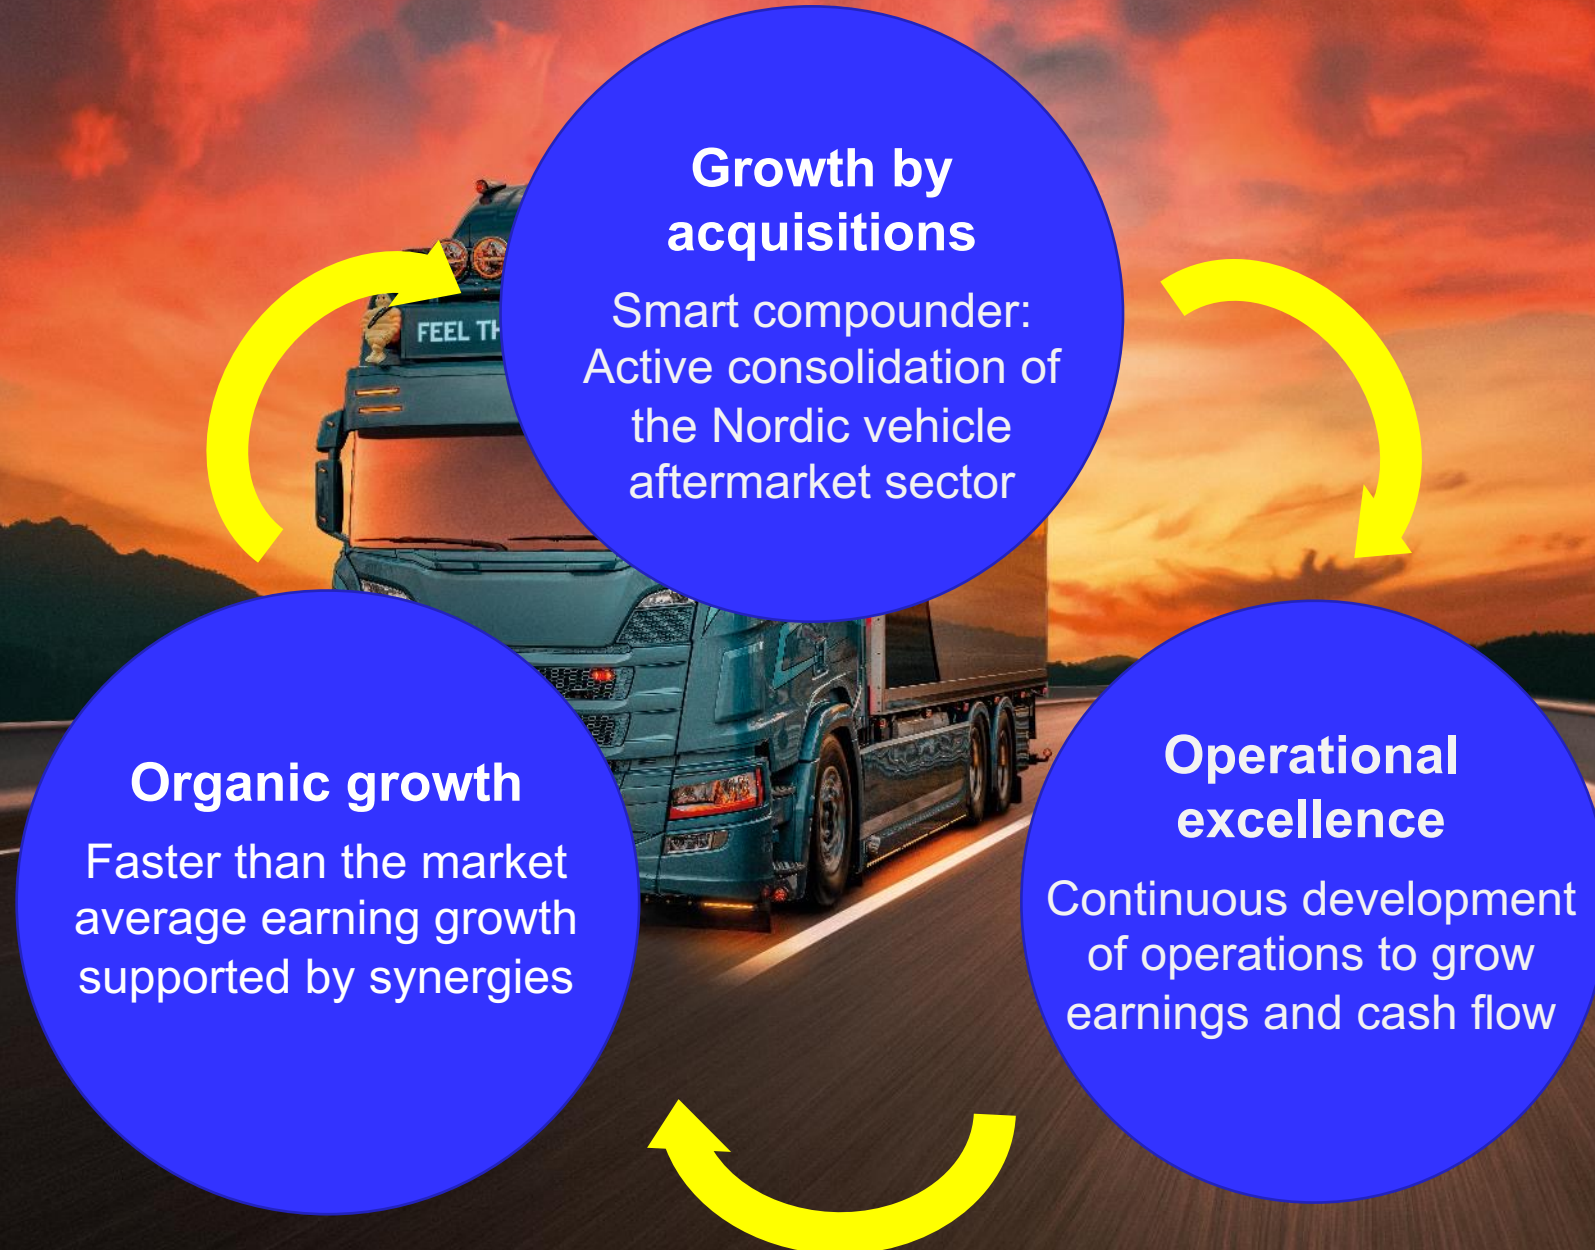 Growth by
acquisitions
Smart compounder:
Active consolidation of
the Nordic vehicle
aftermarket sector
FEEL TH
Organic growth
Faster than the market
average earning growth
supported by synergies
Operational
excellence
Continuous development
of operations to grow
earnings and cash flow